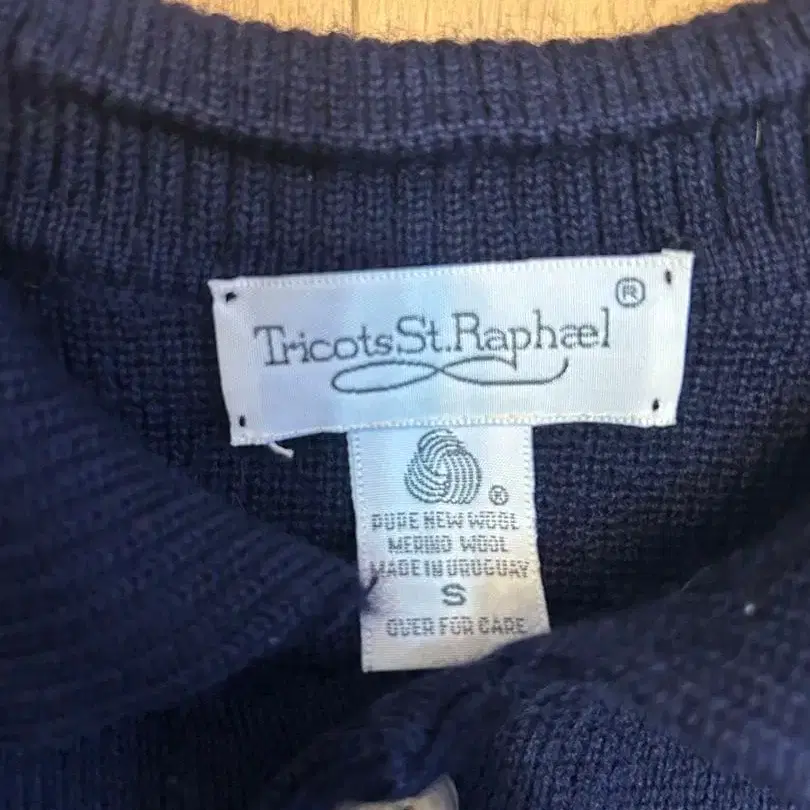 Tricots St. Raphael ®
®
PURE NEW WOOL
MERINO WOOL
MADE IN URUGUAY
S
OVER FOR CARE